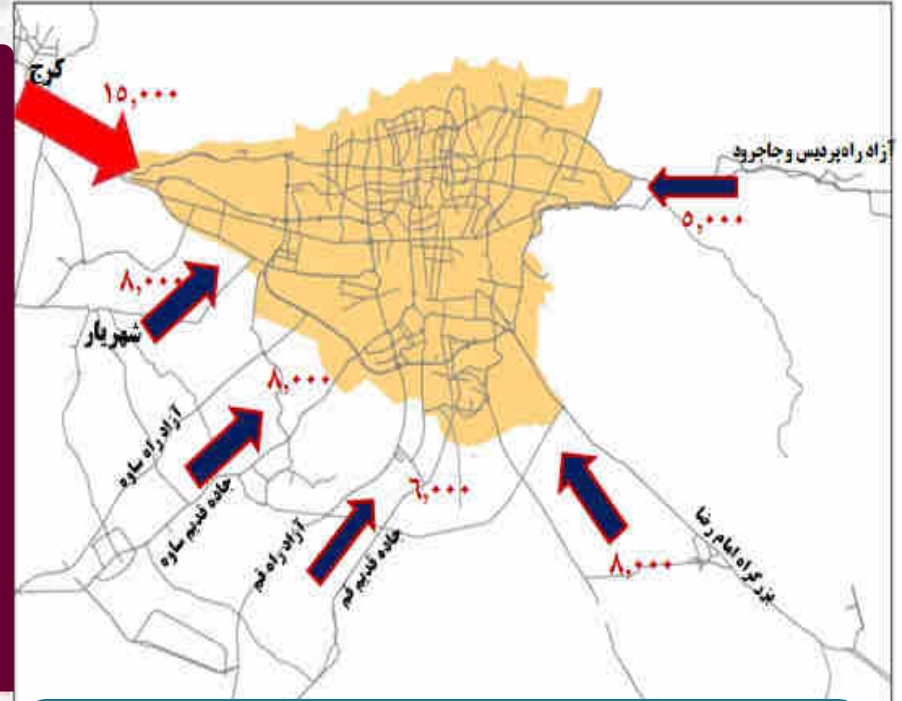 کرج
۱۵,۰۰۰
آزاد راه پردیس و جاجرود
۵,۰۰۰
۸,۰۰۰
شهریار
۸,۰۰۰
آزاد راه ساوه
جاده قدیم ساوه
۶,۰۰۰
آزاد راه قم
جاده قدیم قم
۸,۰۰۰
بزرگراه امام رضا